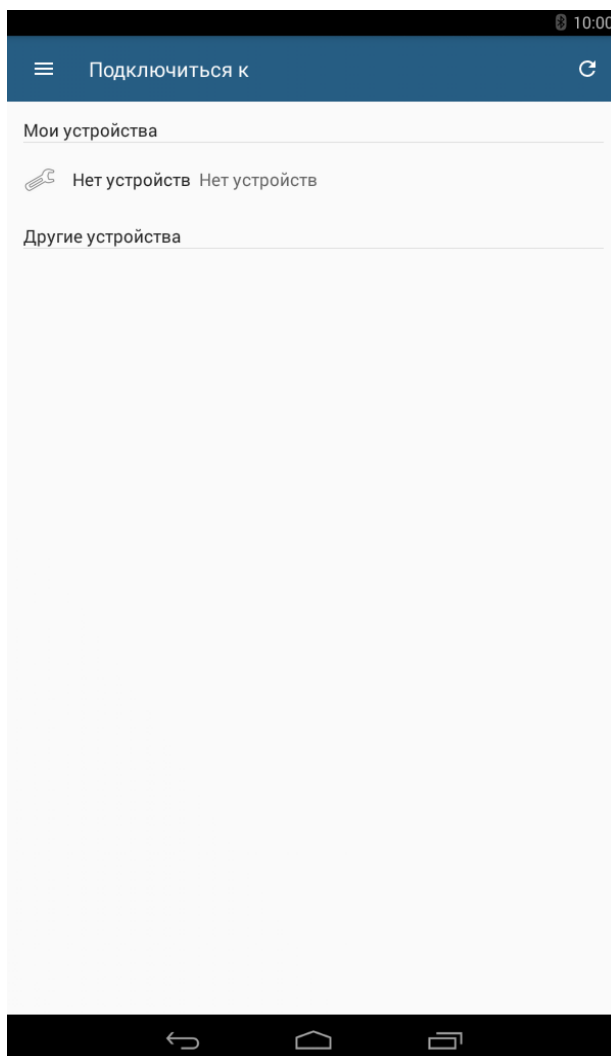 10:00
Подключиться к
Мои устройства
Нет устройств Нет устройств
Другие устройства